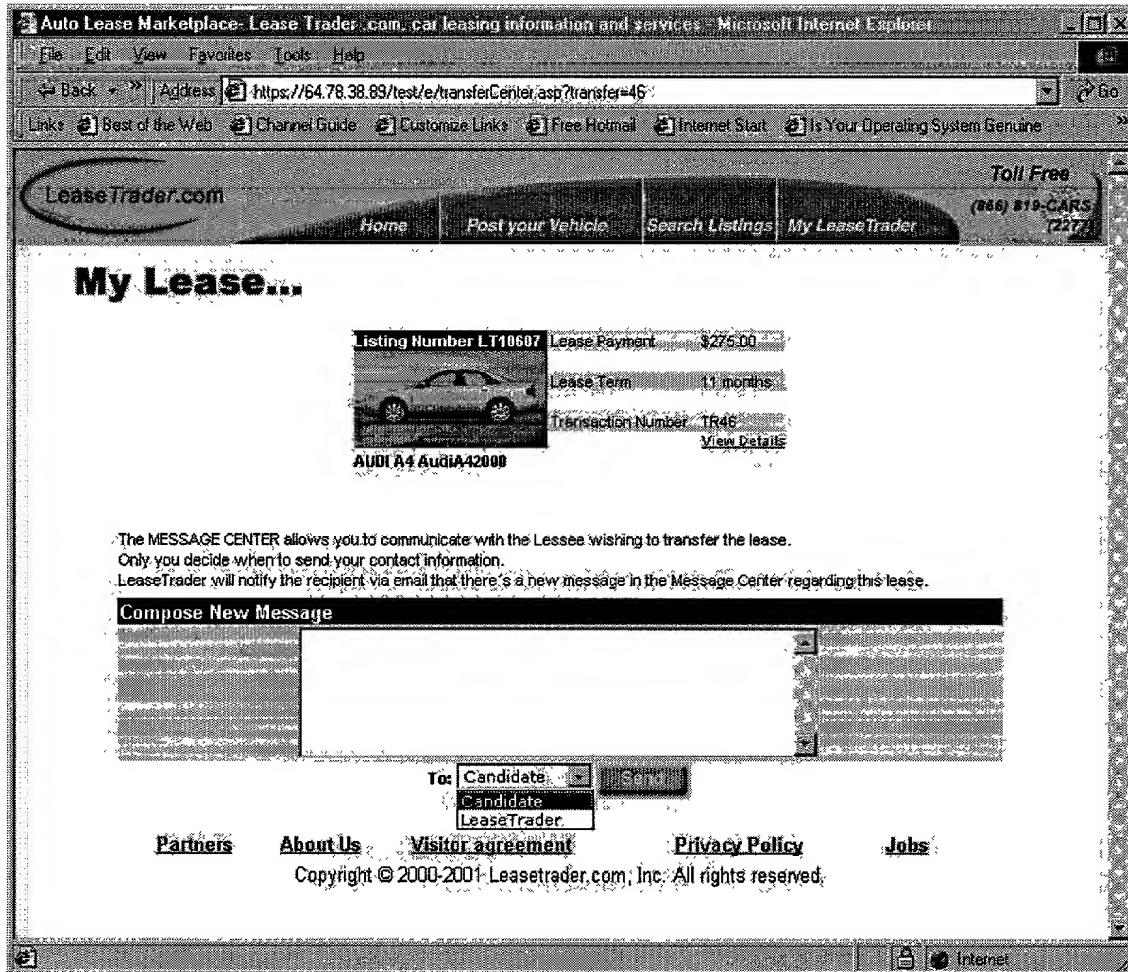 Auto Lease Marketplace- Lease Trader .com, car leasing information and services - Microsoft Internet Explorer
File Edit View Favorites Tools Help
Back » Address https://64.78.38.89/test/e/transferCenter.asp?transfer=46 Go
Links Best of the Web Channel Guide Customize Links Free Hotmail Internet Start Is Your Operating System Genuine »
LeaseTrader.com
Toll Free
(866) 819-CARS
(2277)
Home Post your Vehicle Search Listings My LeaseTrader
My Lease...
Listing Number LT10607 Lease Payment $275.00
Lease Term 11 months
Transaction Number TR46
View Details
AUDI A4 AudiA42000
The MESSAGE CENTER allows you to communicate with the Lessee wishing to transfer the lease.
Only you decide when to send your contact information.
LeaseTrader will notify the recipient via email that there's a new message in the Message Center regarding this lease.
Compose New Message
To: Candidate Send
Candidate
LeaseTrader
Partners About Us Visitor agreement Privacy Policy Jobs
Copyright © 2000-2001 Leasetrader.com, Inc. All rights reserved.
Internet